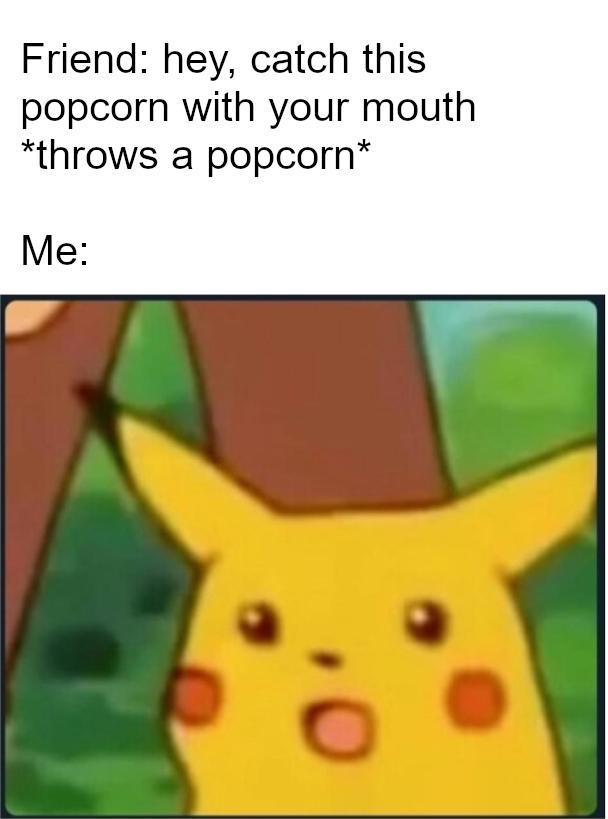 Friend: hey, catch this
popcorn with your mouth
*throws a popcorn*
Me: